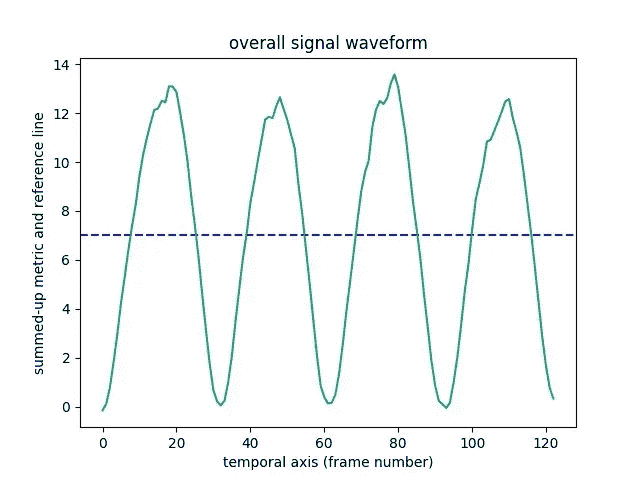 overall signal waveform
summed-up metric and reference line
14
12
10
8
6
4
2
0
0 20 40 60 80 100 120
temporal axis (frame number)